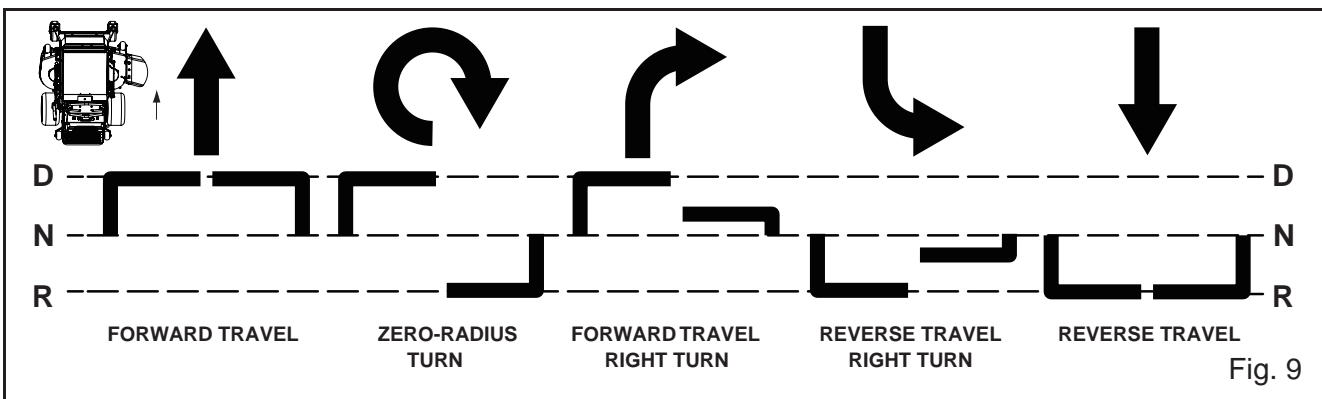 D D
N N
R R
FORWARD TRAVEL ZERO-RADIUS FORWARD TRAVEL REVERSE TRAVEL REVERSE TRAVEL
TURN RIGHT TURN RIGHT TURN
Fig. 9